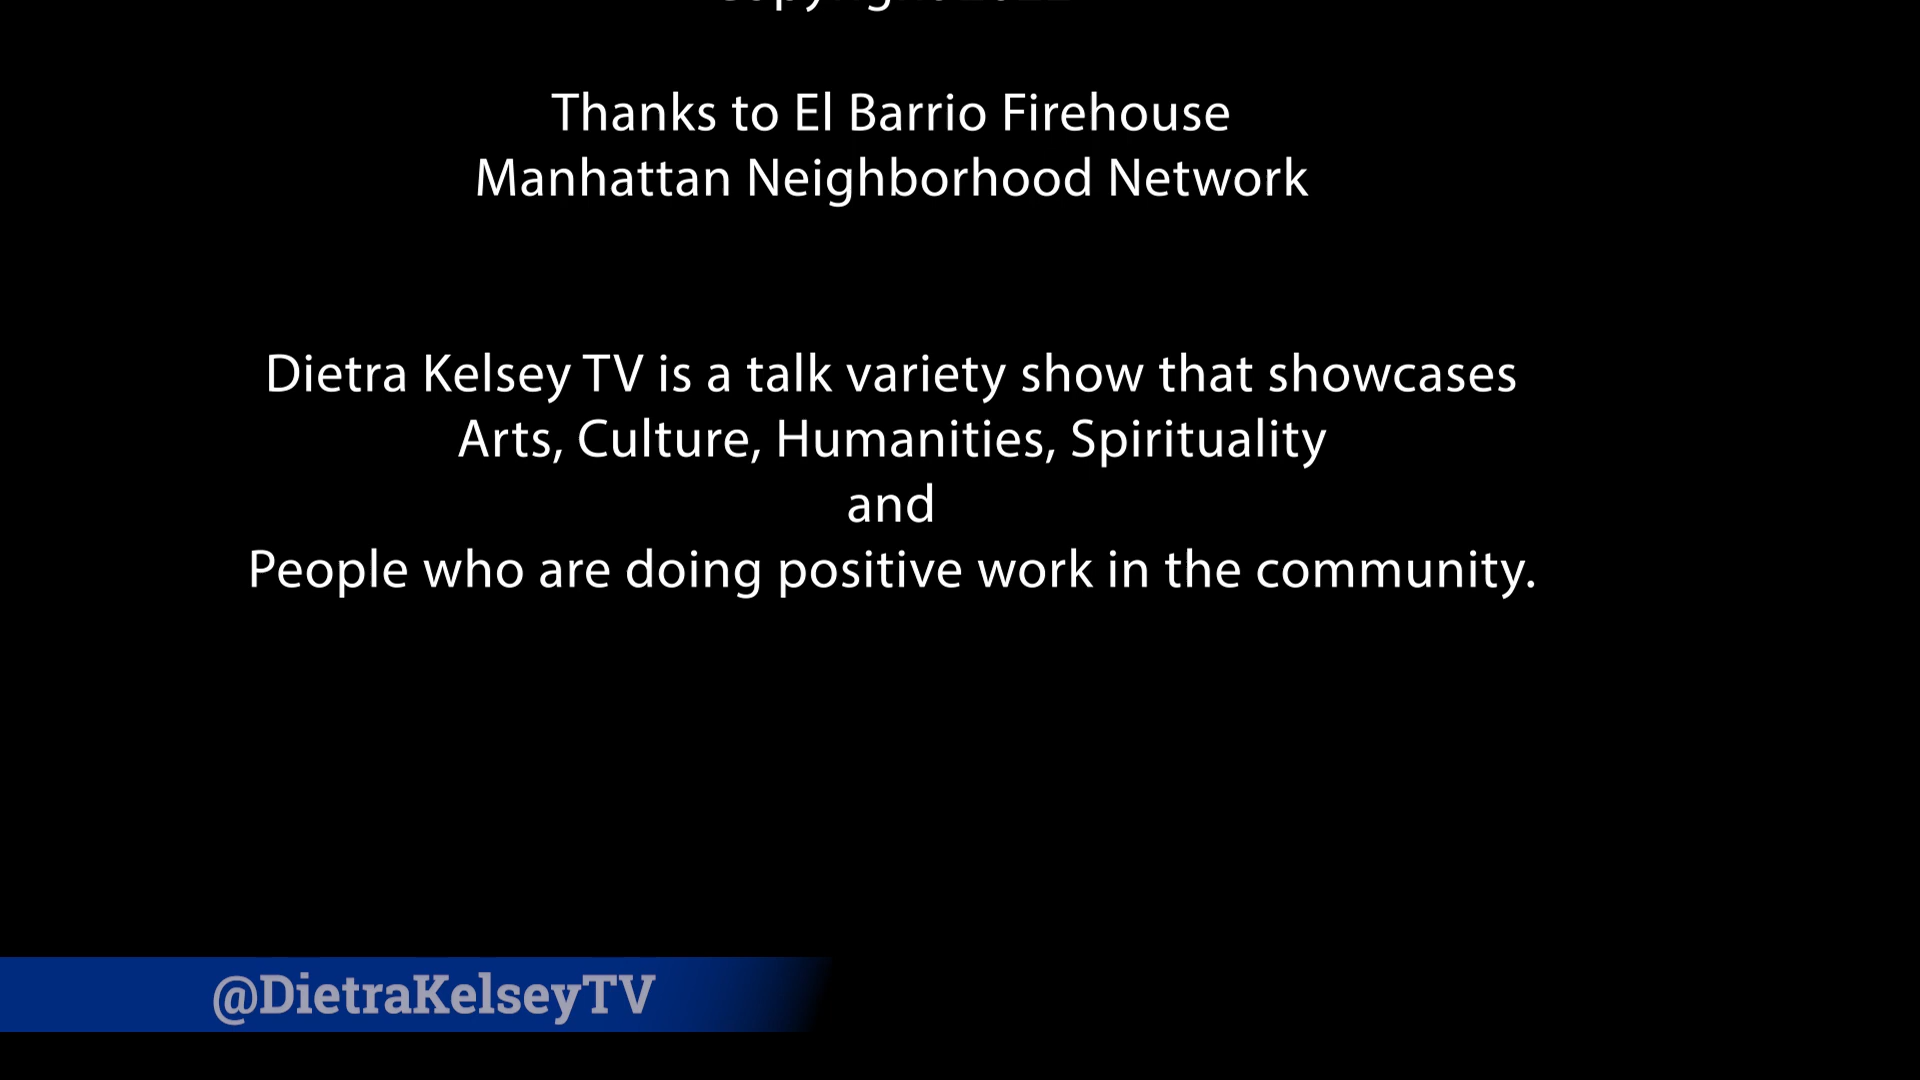 Thanks to El Barrio Firehouse
Manhattan Neighborhood Network
Dietra Kelsey TV is a talk variety show that showcases
Arts, Culture, Humanities, Spirituality
and
People who are doing positive work in the community.
@DietraKelseyTV